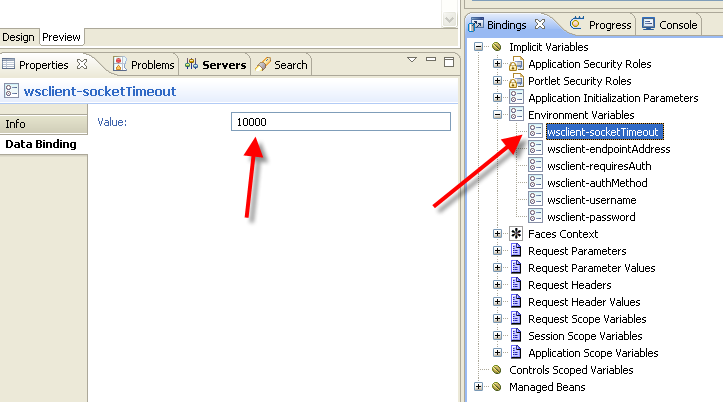 Design Preview
Properties Problems Servers Search
wsclient-socketTimeout
Info
Data Binding
Value: 10000
Bindings Progress Console
Implicit Variables
Application Security Roles
Portlet Security Roles
Application Initialization Parameters
Environment Variables
wsclient-socketTimeout
wsclient-endpointAddress
wsclient-requiresAuth
wsclient-authMethod
wsclient-username
wsclient-password
Faces Context
Request Parameters
Request Parameter Values
Request Headers
Request Header Values
Request Scope Variables
Session Scope Variables
Application Scope Variables
Controls Scoped Variables
Managed Beans